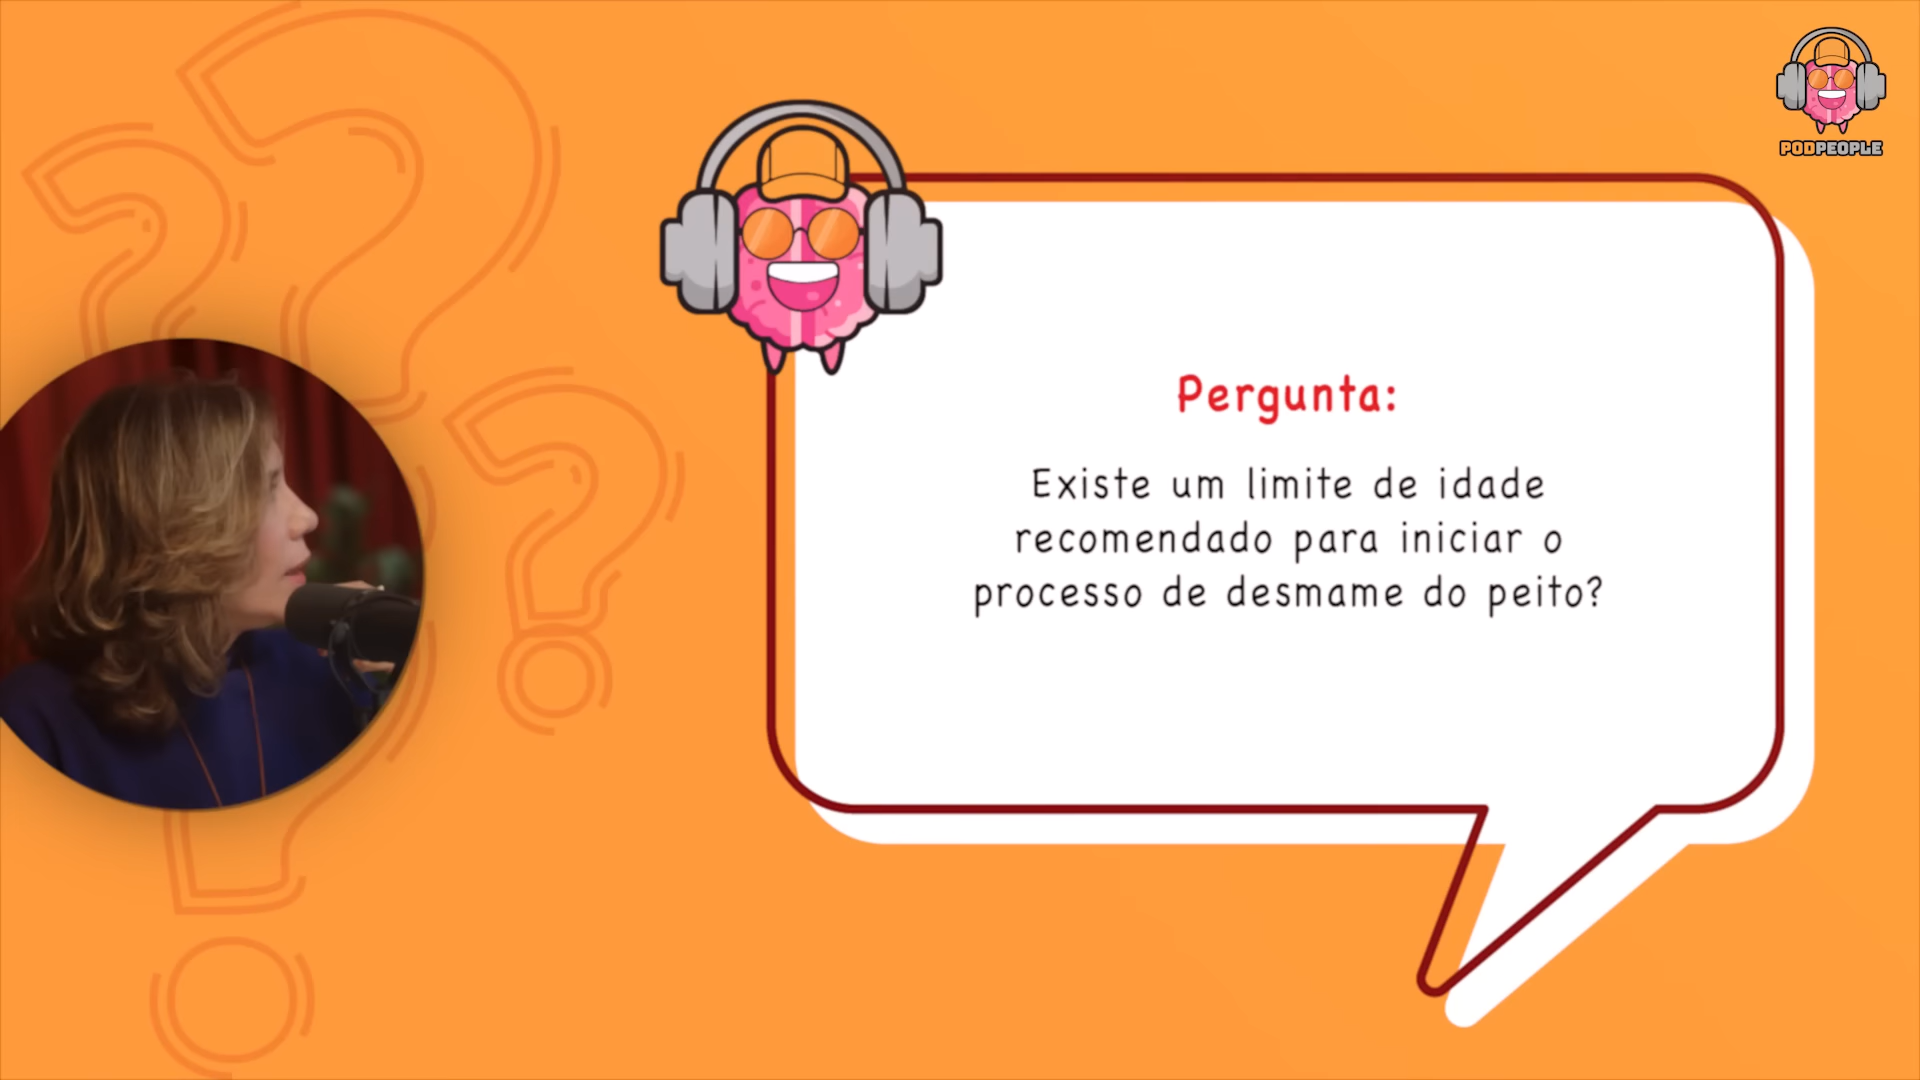 PODPEOPLE
Pergunta:
Existe um limite de idade
recomendado para iniciar o
processo de desmame do peito?